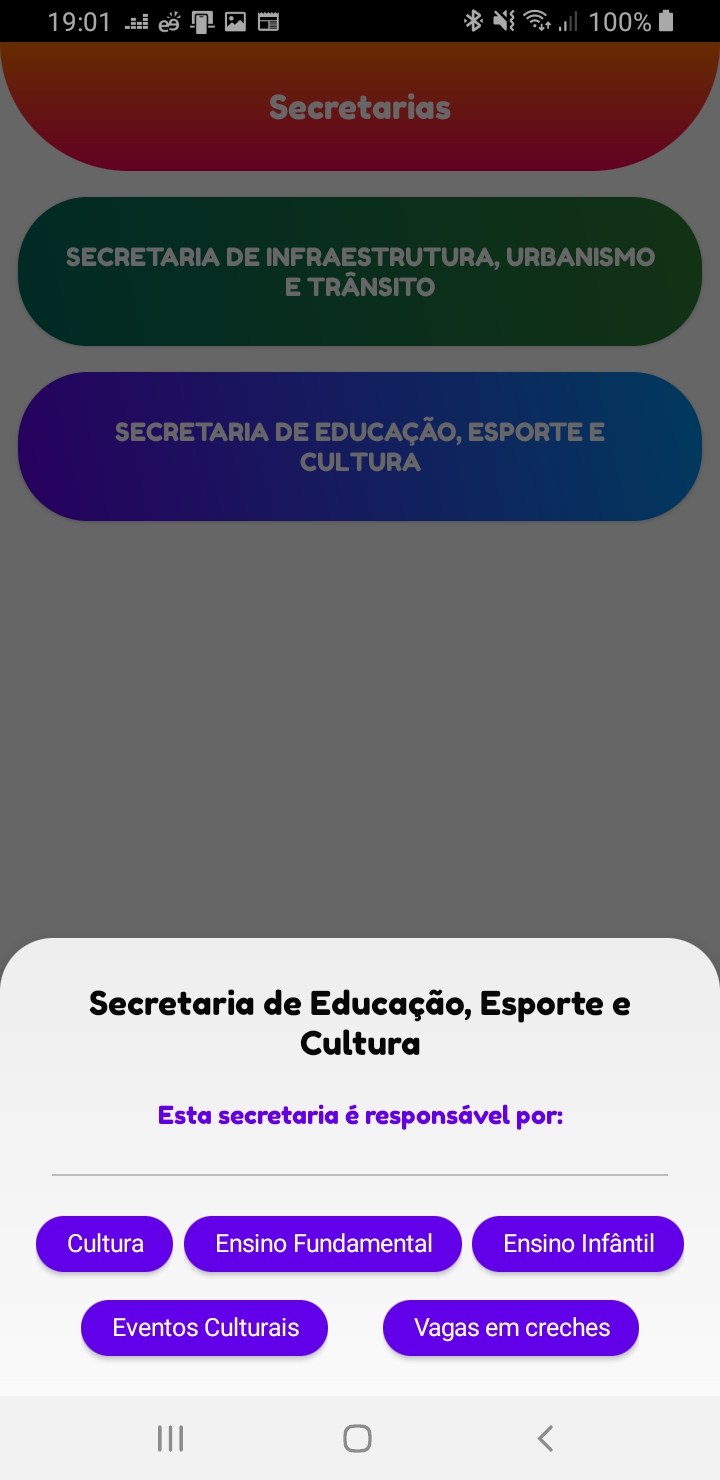 19:01 100%
Secretarias
SECRETARIA DE INFRAESTRUTURA, URBANISMO
E TRÂNSITO
SECRETARIA DE EDUCAÇÃO, ESPORTE E
CULTURA
Secretaria de Educação, Esporte e
Cultura
Esta secretaria é responsável por:
Cultura Ensino Fundamental Ensino Infântil
Eventos Culturais Vagas em creches